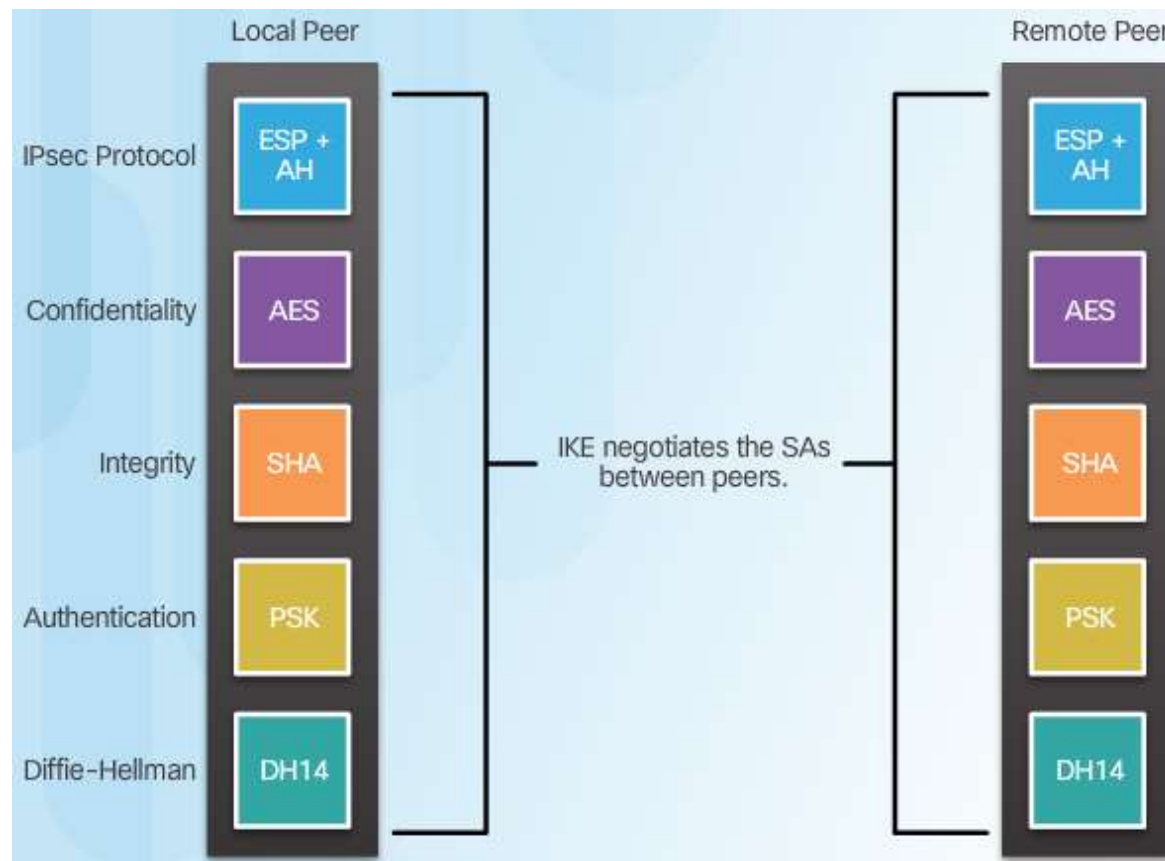 Local Peer
Remote Peer
IPsec Protocol
ESP +
AH
ESP +
AH
Confidentiality
AES
AES
Integrity
SHA
IKE negotiates the SAs
between peers.
SHA
Authentication
PSK
PSK
Diffie-Hellman
DH14
DH14